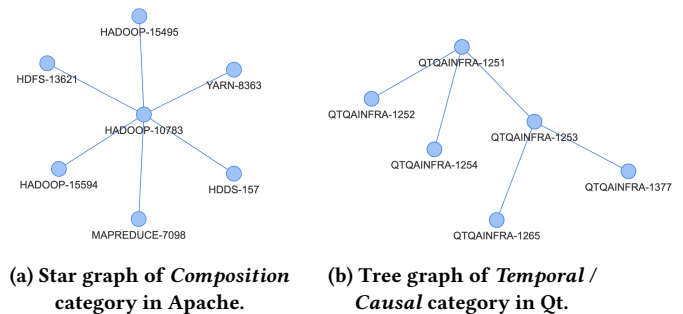 HADOOP-15495
HDFS-13621
YARN-8363
HADOOP-10783
HADOOP-15594
HDDS-157
MAPREDUCE-7098
(a) Star graph of Composition
category in Apache.
QTQAINFRA-1251
QTQAINFRA-1252
QTQAINFRA-1253
QTQAINFRA-1254
QTQAINFRA-1377
QTQAINFRA-1265
(b) Tree graph of Temporal /
Causal category in Qt.